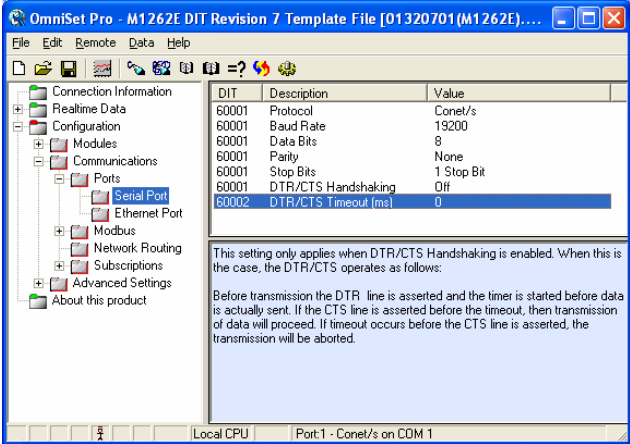 OmniSet Pro - M1262E DIT Revision 7 Template File [01320701(M1262E)....
File Edit Remote Data Help
=?
Connection Information
Realtime Data
Configuration
Modules
Communications
Ports
Serial Port
Ethernet Port
Modbus
Network Routing
Subscriptions
Advanced Settings
About this product
DIT Description Value
60001 Protocol Conet/s
60001 Baud Rate 19200
60001 Data Bits 8
60001 Parity None
60001 Stop Bits 1 Stop Bit
60001 DTR/CTS Handshaking Off
60002 DTR/CTS Timeout (ms) 0
This setting only applies when DTR/CTS Handshaking is enabled. When this is
the case, the DTR/CTS operates as follows:
Before transmission the DTR line is asserted and the timer is started before data
is actually sent. If the CTS line is asserted before the timeout, then transmission
of data will proceed. If timeout occurs before the CTS line is asserted, the
transmission will be aborted.
Local CPU Port:1 - Conet/s on COM 1